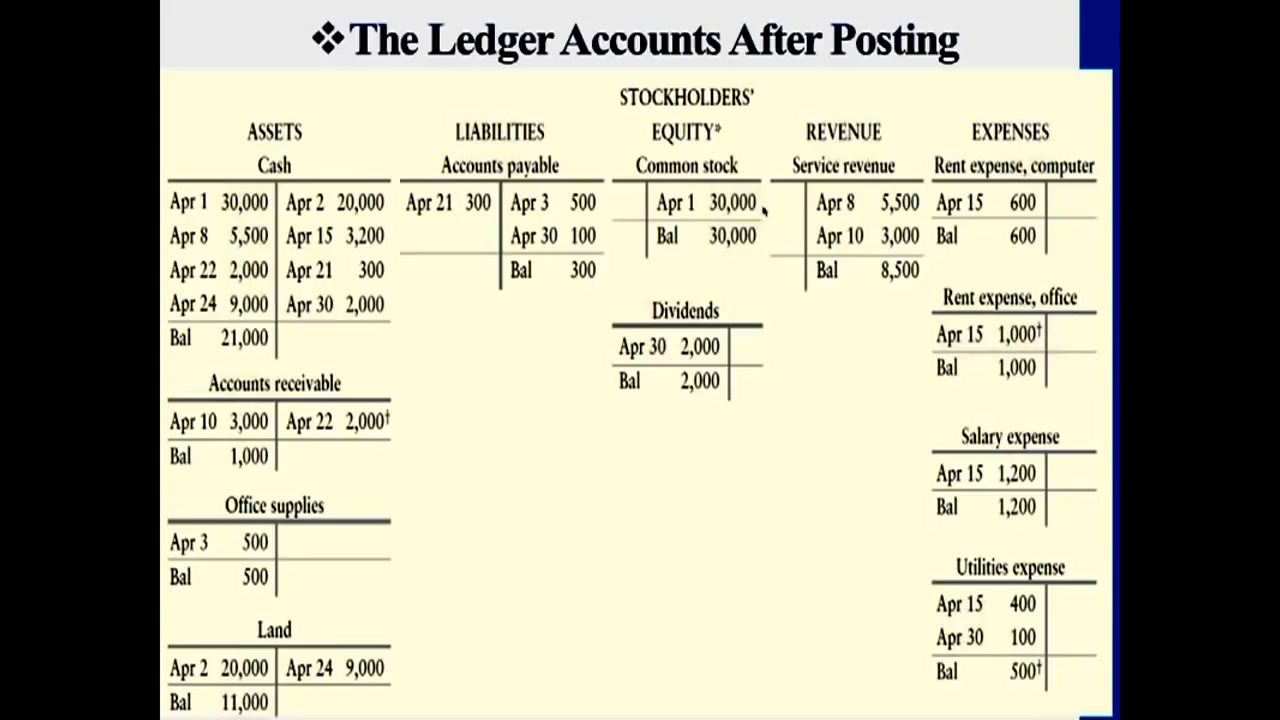 ❖The Ledger Accounts After Posting
STOCKHOLDERS'
ASSETS LIABILITIES EQUITY* REVENUE EXPENSES
Cash Accounts payable Common stock Service revenue Rent expense, computer
Apr 1 30,000 Apr 2 20,000 Apr 21 300 Apr 3 500 Apr 1 30,000 Apr 8 5,500 Apr 15 600
Apr 8 5,500 Apr 15 3,200 Apr 30 100 Bal 30,000 Apr 10 3,000 Bal 600
Apr 22 2,000 Apr 21 300 Bal 300 Bal 8,500
Rent expense, office
Apr 24 9,000 Apr 30 2,000 Dividends
Apr 15 1,000†
Bal 21,000 Apr 30 2,000
Bal 1,000
Accounts receivable Bal 2,000
Apr 10 3,000 Apr 22 2,000†
Salary expense
Bal 1,000 Apr 15 1,200
Office supplies Bal 1,200
Apr 3 500
Utilities expense
Bal 500
Apr 15 400
Land Apr 30 100
Apr 2 20,000 Apr 24 9,000 Bal 500†
Bal 11,000